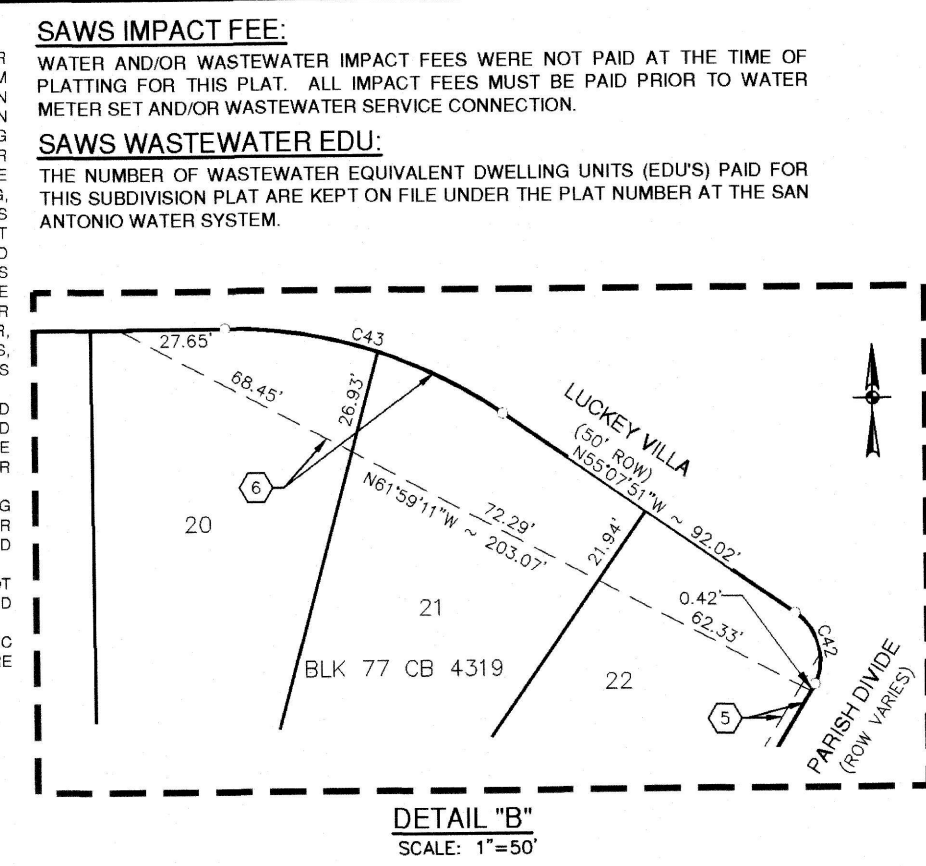 SAWS IMPACT FEE:
WATER AND/OR WASTEWATER IMPACT FEES WERE NOT PAID AT THE TIME OF
PLATTING FOR THIS PLAT. ALL IMPACT FEES MUST BE PAID PRIOR TO WATER
METER SET AND/OR WASTEWATER SERVICE CONNECTION.
SAWS WASTEWATER EDU:
THE NUMBER OF WASTEWATER EQUIVALENT DWELLING UNITS (EDU'S) PAID FOR
THIS SUBDIVISION PLAT ARE KEPT ON FILE UNDER THE PLAT NUMBER AT THE SAN
ANTONIO WATER SYSTEM.
27.65'
C43
68.45'
26.93'
LUCKEY VILLA
(50' ROW)
N55°07'51"W ~ 92.02'
6
N61°59'11"W ~ 203.07'
72.29'
21.94'
20
21
0.42'
62.33'
C42
BLK 77 CB 4319
22
5
PARISH DIVIDE
(ROW VARIES)
DETAIL "B"
SCALE: 1"=50'